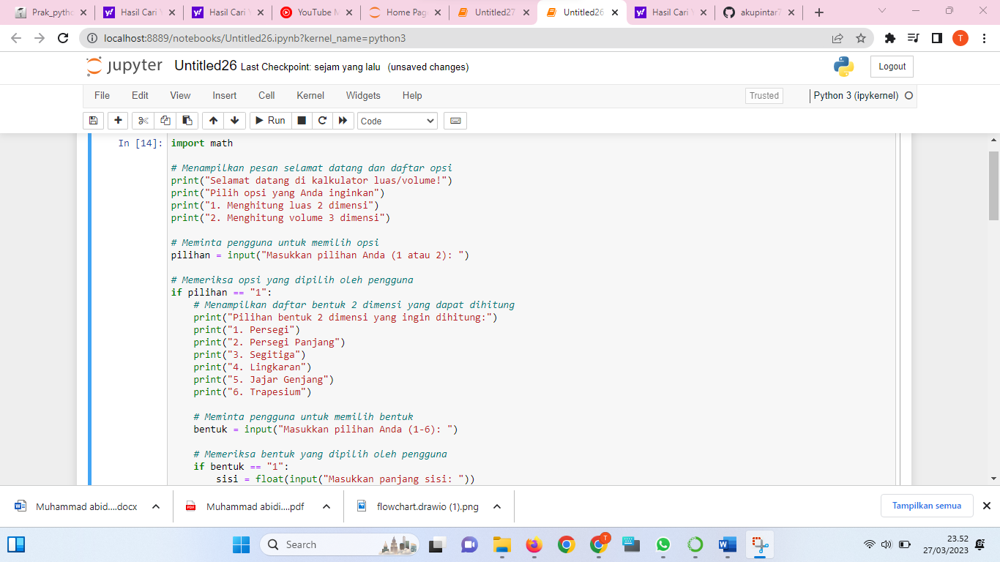 Prak_pytho
Hasil Cari Y
Hasil Cari Y
YouTube M
Home Page
Untitled27
Untitled26
Hasil Cari Y
akupintar7
localhost:8889/notebooks/Untitled26.ipynb?kernel_name=python3
T
jupyter Untitled26 Last Checkpoint: sejam yang lalu (unsaved changes)
Logout
File Edit View Insert Cell Kernel Widgets Help
Trusted
Python 3 (ipykernel)
Run
Code
In [14]:
import math
# Menampilkan pesan selamat datang dan daftar opsi
print("Selamat datang di kalkulator luas/volume!")
print("Pilih opsi yang Anda inginkan")
print("1. Menghitung luas 2 dimensi")
print("2. Menghitung volume 3 dimensi")
# Meminta pengguna untuk memilih opsi
pilihan = input("Masukkan pilihan Anda (1 atau 2): ")
# Memeriksa opsi yang dipilih oleh pengguna
if pilihan == "1":
    # Menampilkan daftar bentuk 2 dimensi yang dapat dihitung
    print("Pilihan bentuk 2 dimensi yang ingin dihitung:")
    print("1. Persegi")
    print("2. Persegi Panjang")
    print("3. Segitiga")
    print("4. Lingkaran")
    print("5. Jajar Genjang")
    print("6. Trapesium")
    # Meminta pengguna untuk memilih bentuk
    bentuk = input("Masukkan pilihan Anda (1-6): ")
    # Memeriksa bentuk yang dipilih oleh pengguna
    if bentuk == "1":
        sisi = float(input("Masukkan panjang sisi: "))
Muhammad abid....docx
Muhammad abidi....pdf
flowchart.drawio (1).png
Tampilkan semua
Search
T
23.52
27/03/2023